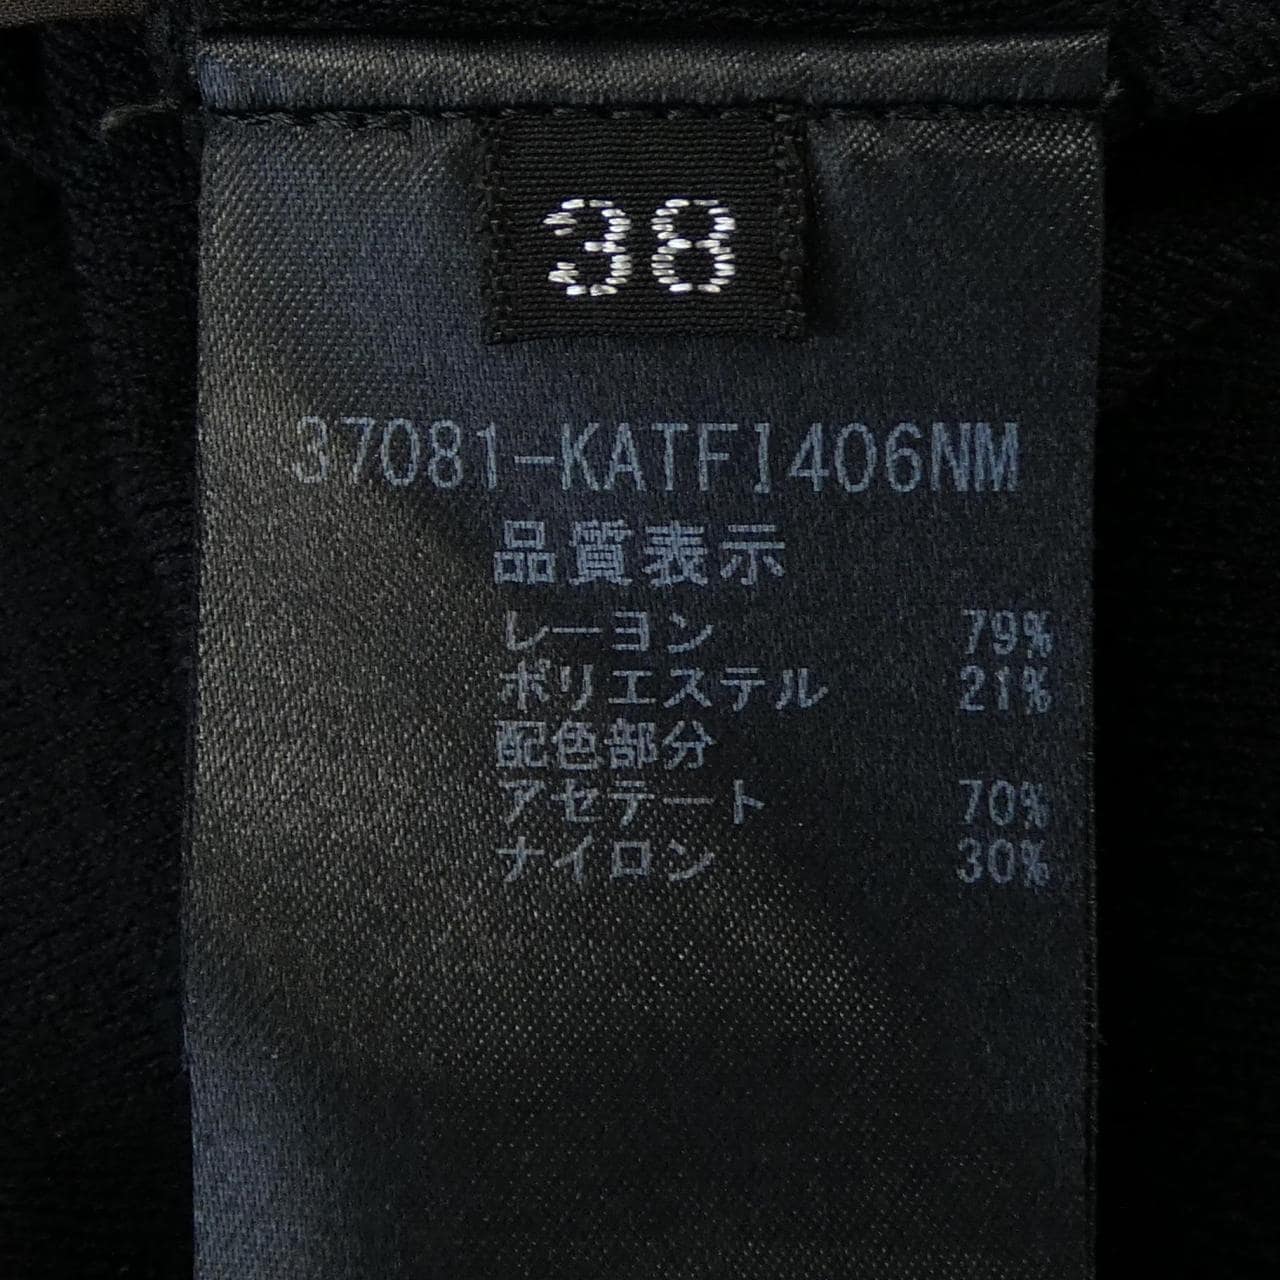 38
37081-KATFI406NM
品質表示
レーヨン 79%
ポリエステル 21%
配色部分
アセテート 70%
ナイロン 30%